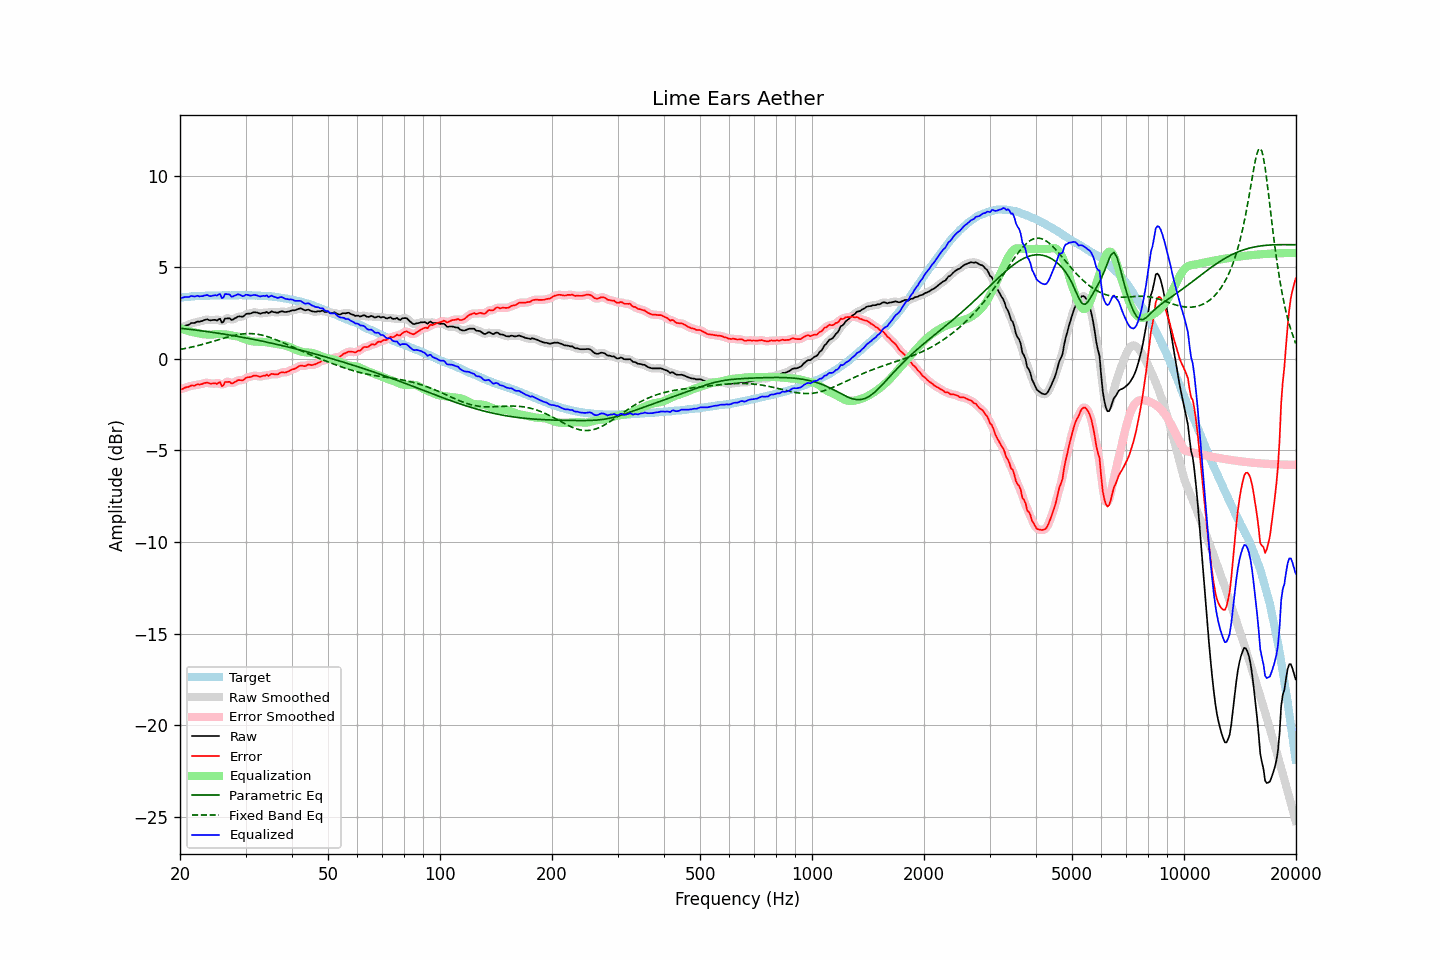 Lime Ears Aether
Amplitude (dBr)
10
5
0
−5
−10
−15
−20
−25
Target
Raw Smoothed
Error Smoothed
Raw
Error
Equalization
Parametric Eq
Fixed Band Eq
Equalized
20 50 100 200 500 1000 2000 5000 10000 20000
Frequency (Hz)